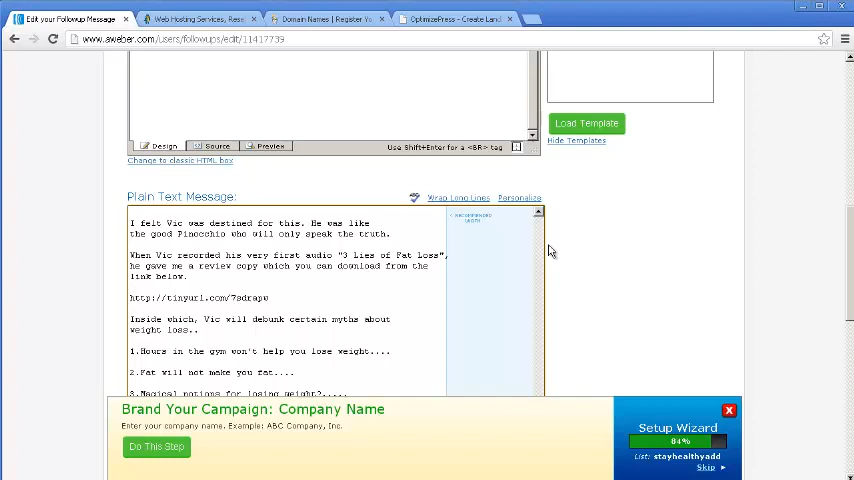 Edit your Followup Message
Web Hosting Services, Rese
Domain Names | Register Yo
OptimizePress - Create Land
www.aweber.com/users/followups/edit/11417739
Load Template
Hide Templates
Design
Source
Preview
Use Shift+Enter for a <BR> tag
Change to classic HTML box
Plain Text Message:
Wrap Long Lines
Personalize
< RECOMMENDED
WIDTH
I felt Vic was destined for this. He was like
the good Pinocchio who will only speak the truth.
When Vic recorded his very first audio "3 Lies of Fat Loss",
he gave me a review copy which you can download from the
link below.
http://tinyurl.com/7sdrapw
Inside which, Vic will debunk certain myths about
weight loss..
1.Hours in the gym won't help you lose weight....
2.Fat will not make you fat....
3.Magical potions for losing weight?.....
Brand Your Campaign: Company Name
Enter your company name. Example: ABC Company, Inc.
Do This Step
Setup Wizard
84%
List: stayhealthyadd
Skip ►